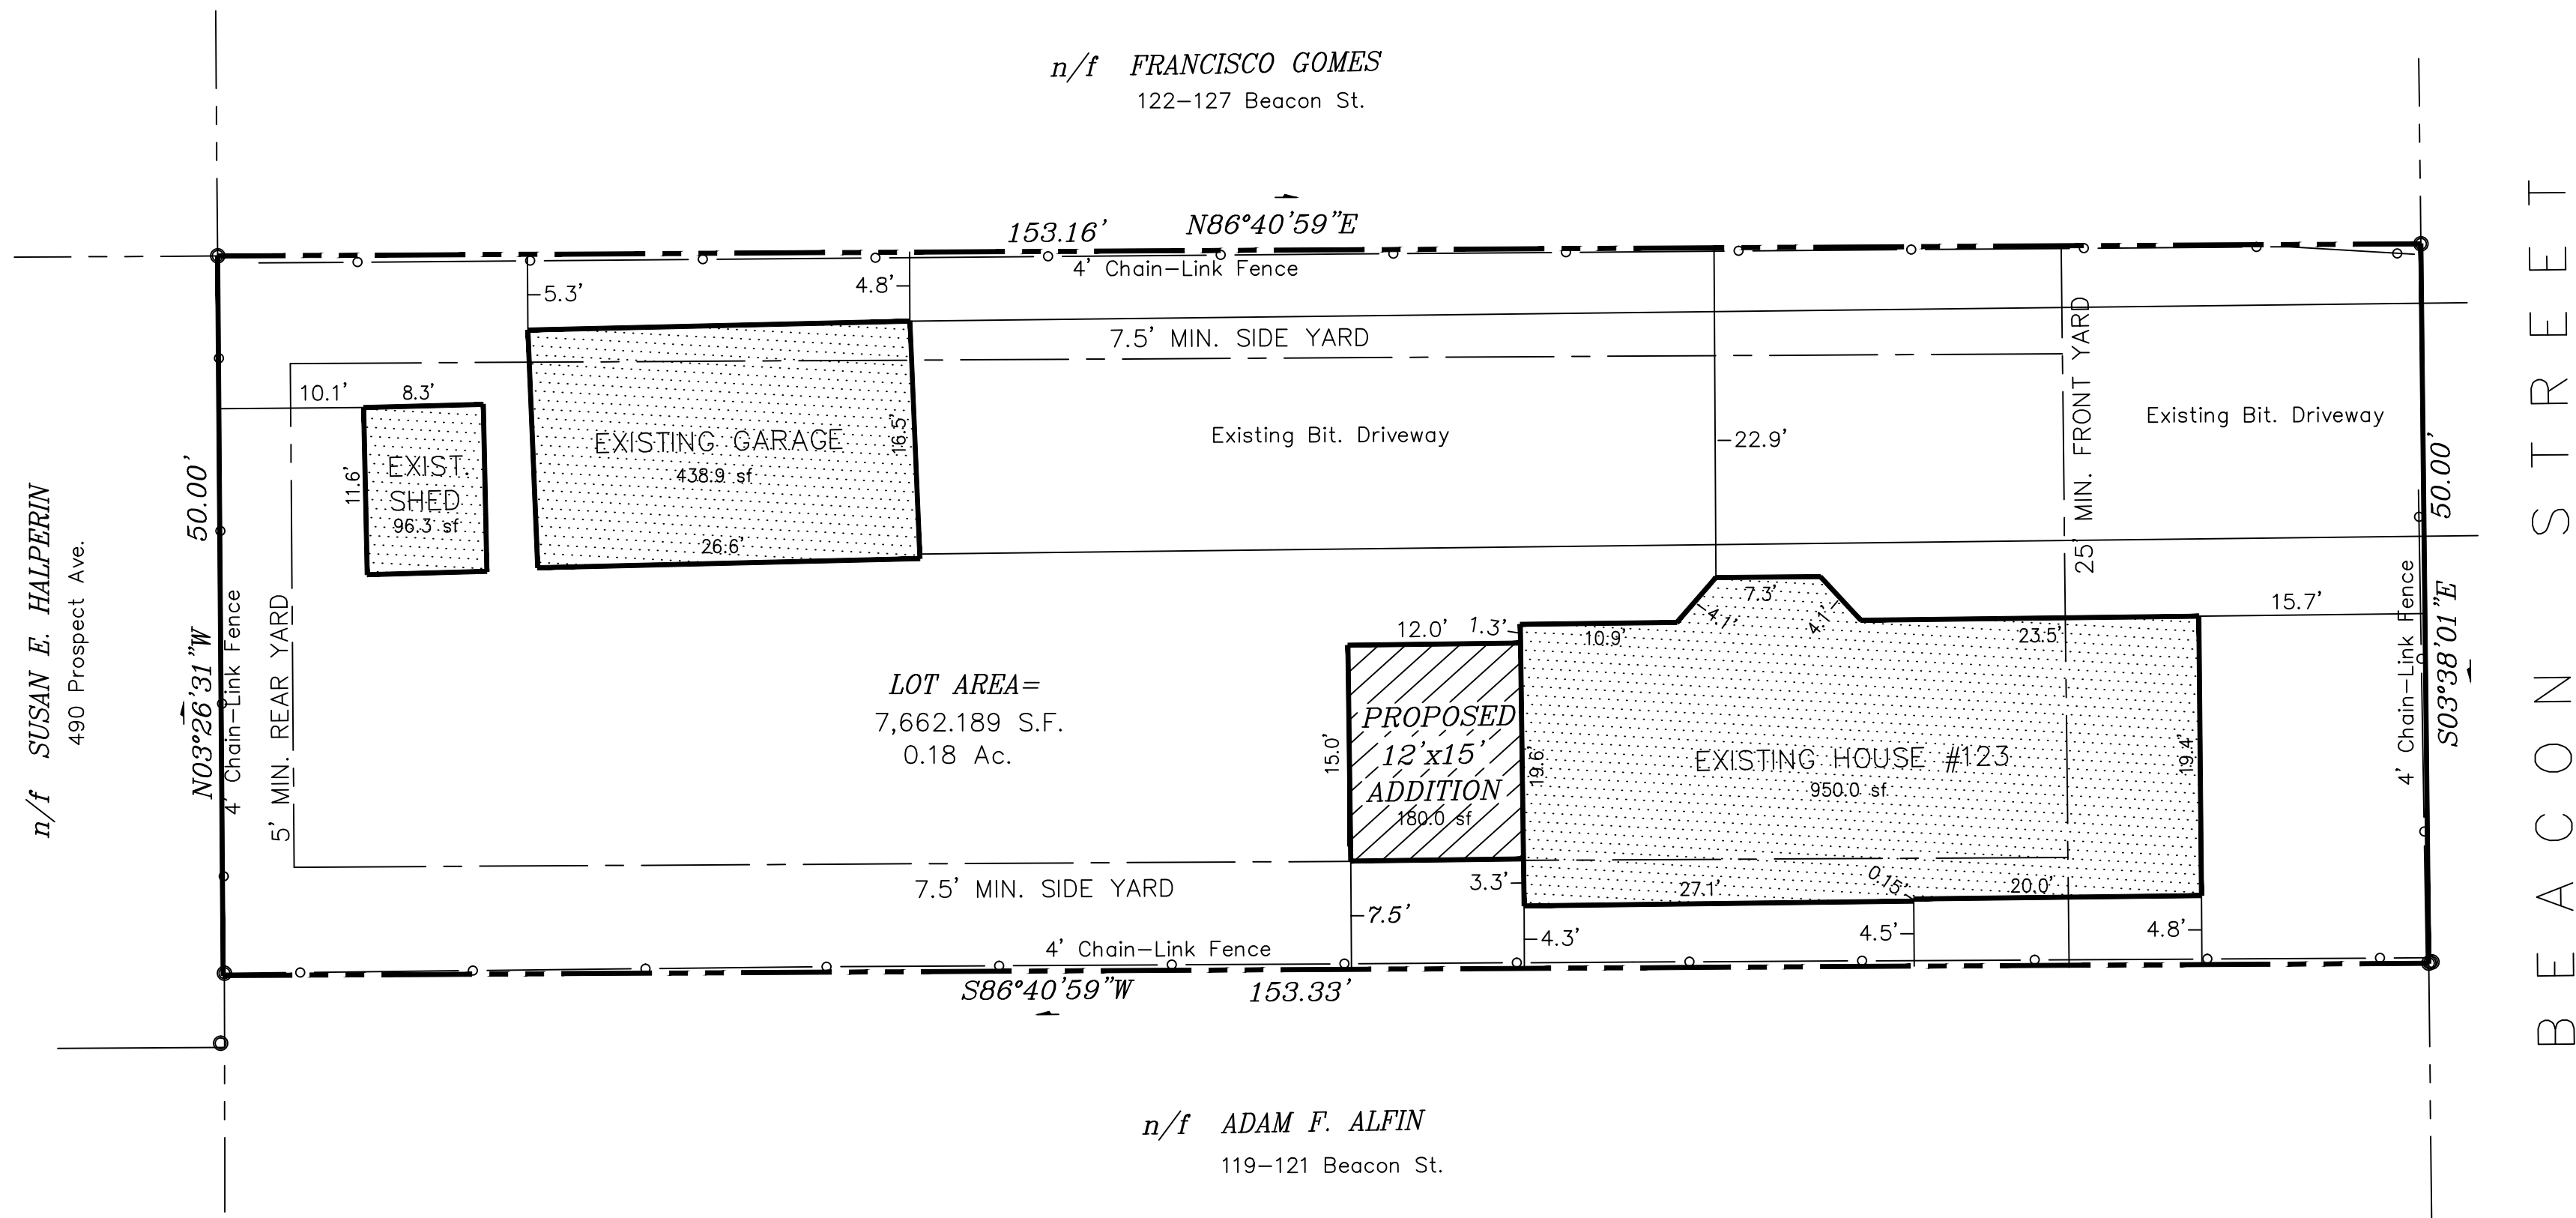 n/f FRANCISCO GOMES
122-127 Beacon St.
153.16' N86°40'59"E
4' Chain-Link Fence
5.3'
4.8'
7.5' MIN. SIDE YARD
25' MIN. FRONT YARD
10.1'
8.3'
11.6'
EXIST.
SHED
96.3 sf
EXISTING GARAGE
438.9 sf
16.5'
26.6'
Existing Bit. Driveway
22.9'
Existing Bit. Driveway
50.00'
N03°26'31"W
4' Chain-Link Fence
5' MIN. REAR YARD
n/f SUSAN E. HALPERIN
490 Prospect Ave.
50.00'
S03°38'01"E
4' Chain-Link Fence
BEACON STREET
15.7'
7.3'
4.1'
4.1'
12.0'
1.3'
10.9'
23.5'
LOT AREA=
7,662.189 S.F.
0.18 Ac.
15.0'
PROPOSED
12'x15'
ADDITION
180.0 sf
19.6'
EXISTING HOUSE #123
950.0 sf
19.4'
7.5' MIN. SIDE YARD
3.3'
27.1'
0.15'
20.0'
7.5'
4.3'
4.5'
4.8'
4' Chain-Link Fence
S86°40'59"W 153.33'
n/f ADAM F. ALFIN
119-121 Beacon St.